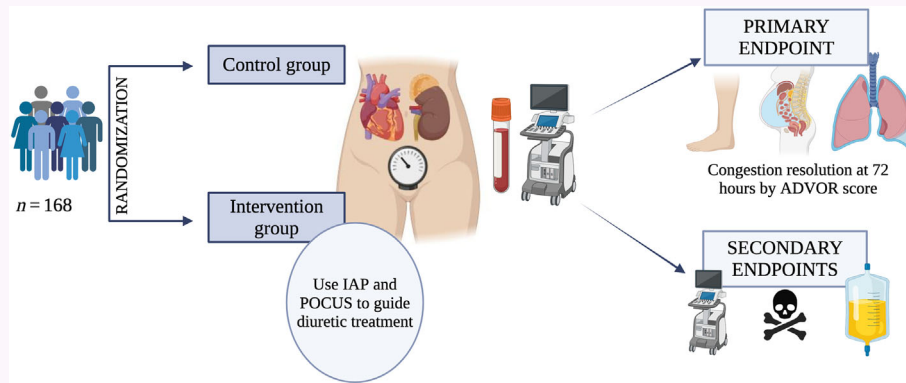 RANDOMIZATION
n = 168
Control group
Intervention
group
Use IAP and
POCUS to guide
diuretic treatment
PRIMARY
ENDPOINT
Congestion resolution at 72
hours by ADVOR score
SECONDARY
ENDPOINTS